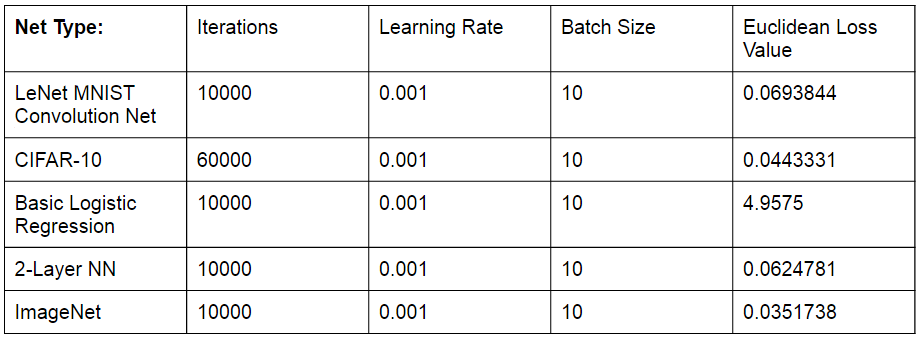 Net Type: Iterations Learning Rate Batch Size Euclidean Loss
Value
LeNet MNIST 10000 0.001 10 0.0693844
Convolution Net
CIFAR-10 60000 0.001 10 0.0443331
Basic Logistic 10000 0.001 10 4.9575
Regression
2-Layer NN 10000 0.001 10 0.0624781
ImageNet 10000 0.001 10 0.0351738